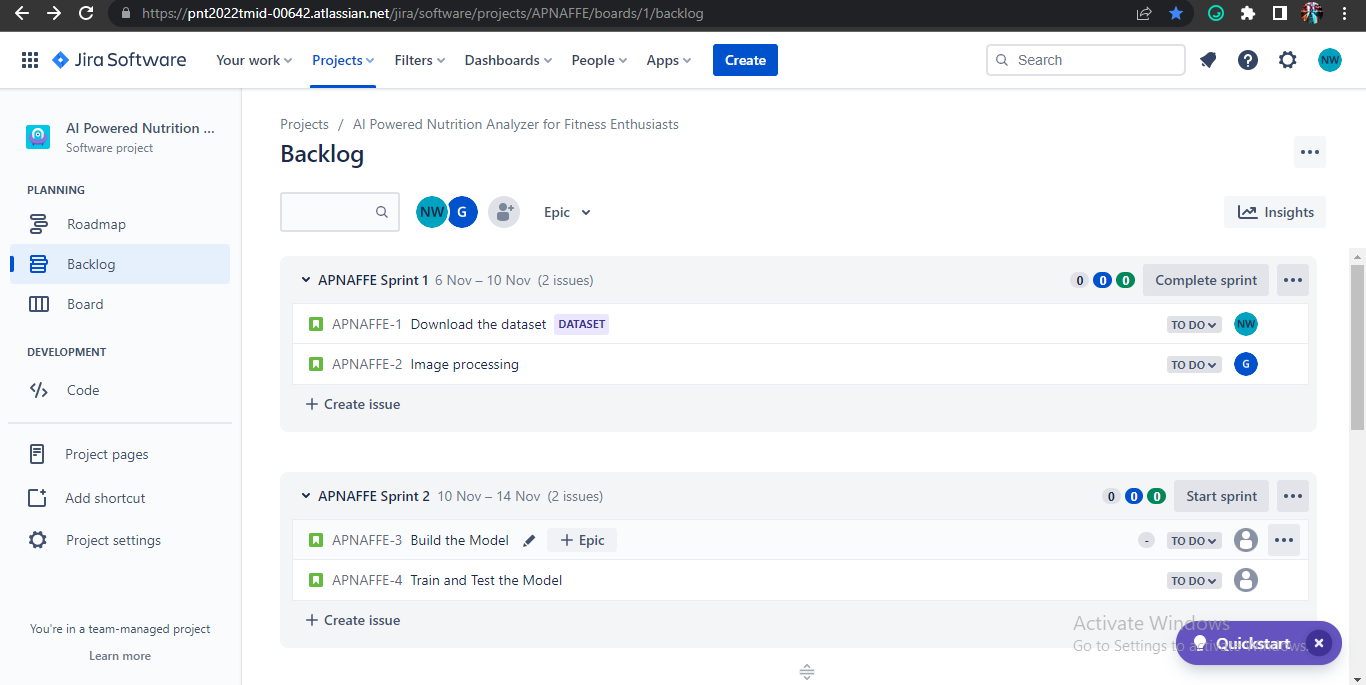 https://pnt2022tmid-00642.atlassian.net/jira/software/projects/APNAFFE/boards/1/backlog
Jira Software Your work Projects Filters Dashboards People Apps Create Search NW
AI Powered Nutrition ...
Software project
PLANNING
Roadmap
Backlog
Board
DEVELOPMENT
Code
Project pages
Add shortcut
Project settings
You're in a team-managed project
Learn more
Projects / AI Powered Nutrition Analyzer for Fitness Enthusiasts
Backlog
NW G Epic Insights
APNAFFE Sprint 1 6 Nov – 10 Nov (2 issues) 0 0 0 Complete sprint
APNAFFE-1 Download the dataset DATASET TO DO NW
APNAFFE-2 Image processing TO DO G
+ Create issue
APNAFFE Sprint 2 10 Nov – 14 Nov (2 issues) 0 0 0 Start sprint
APNAFFE-3 Build the Model + Epic - TO DO
APNAFFE-4 Train and Test the Model TO DO
+ Create issue
Activate Windows
Go to Settings to activate Windows.
Quickstart